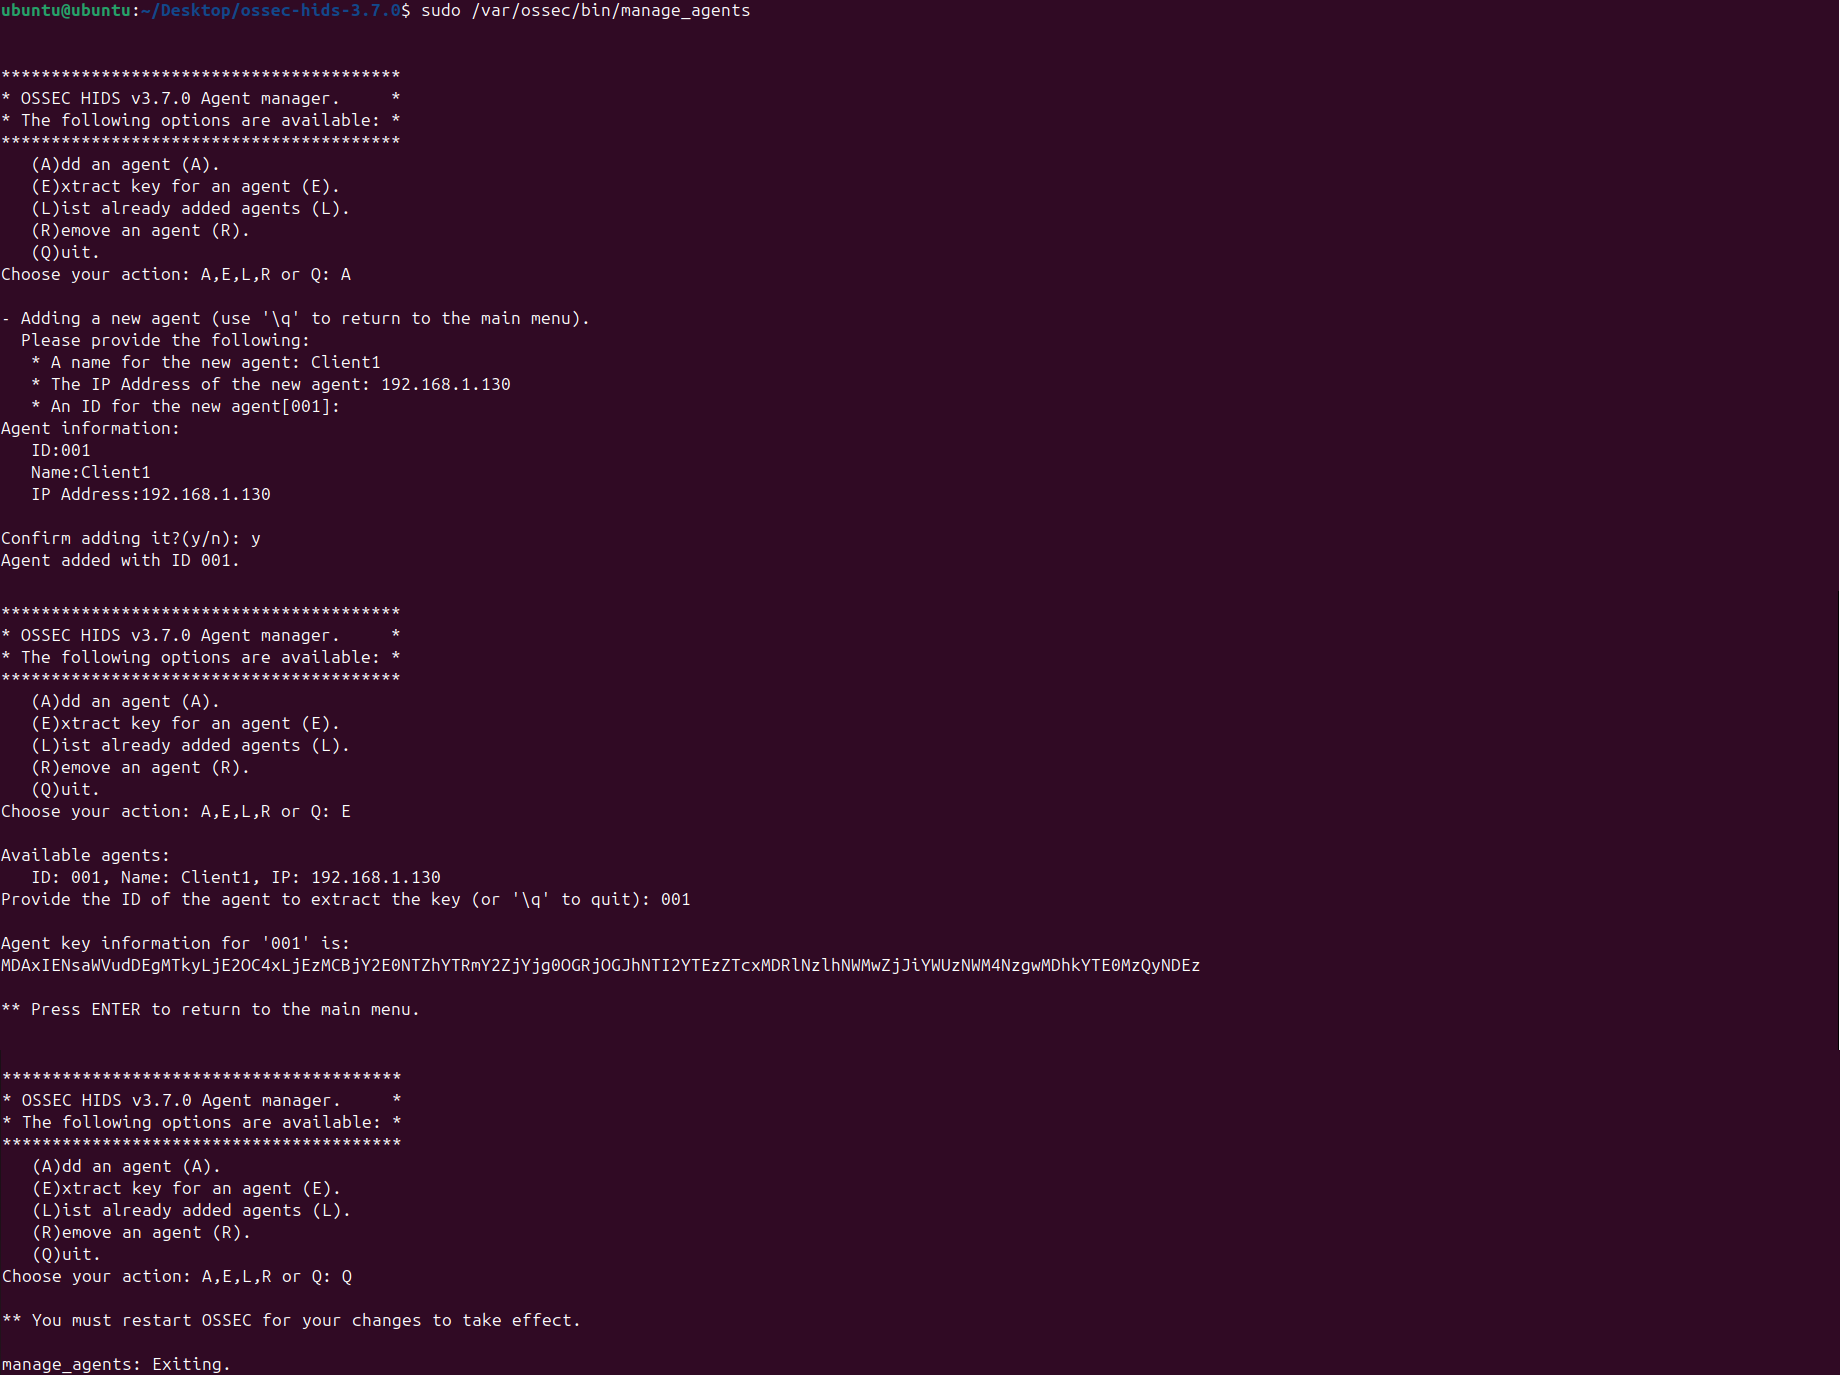 ubuntu@ubuntu:~/Desktop/ossec-hids-3.7.0$ sudo /var/ossec/bin/manage_agents
****************************************
* OSSEC HIDS v3.7.0 Agent manager.     *
* The following options are available: *
****************************************
   (A)dd an agent (A).
   (E)xtract key for an agent (E).
   (L)ist already added agents (L).
   (R)emove an agent (R).
   (Q)uit.
Choose your action: A,E,L,R or Q: A
- Adding a new agent (use '\q' to return to the main menu).
  Please provide the following:
   * A name for the new agent: Client1
   * The IP Address of the new agent: 192.168.1.130
   * An ID for the new agent[001]:
Agent information:
   ID:001
   Name:Client1
   IP Address:192.168.1.130
Confirm adding it?(y/n): y
Agent added with ID 001.
****************************************
* OSSEC HIDS v3.7.0 Agent manager.     *
* The following options are available: *
****************************************
   (A)dd an agent (A).
   (E)xtract key for an agent (E).
   (L)ist already added agents (L).
   (R)emove an agent (R).
   (Q)uit.
Choose your action: A,E,L,R or Q: E
Available agents:
   ID: 001, Name: Client1, IP: 192.168.1.130
Provide the ID of the agent to extract the key (or '\q' to quit): 001
Agent key information for '001' is:
MDAxIENsaWVudDEgMTkyLjE2OC4xLjEzMCBjY2E0NTZhYTRmY2ZjYjg0OGRjOGJhNTI2YTEzZTcxMDRlNzlhNWMwZjJiYWUzNWM4NzgwMDhkYTE0MzQyNDEz
** Press ENTER to return to the main menu.
****************************************
* OSSEC HIDS v3.7.0 Agent manager.     *
* The following options are available: *
****************************************
   (A)dd an agent (A).
   (E)xtract key for an agent (E).
   (L)ist already added agents (L).
   (R)emove an agent (R).
   (Q)uit.
Choose your action: A,E,L,R or Q: Q
** You must restart OSSEC for your changes to take effect.
manage_agents: Exiting.